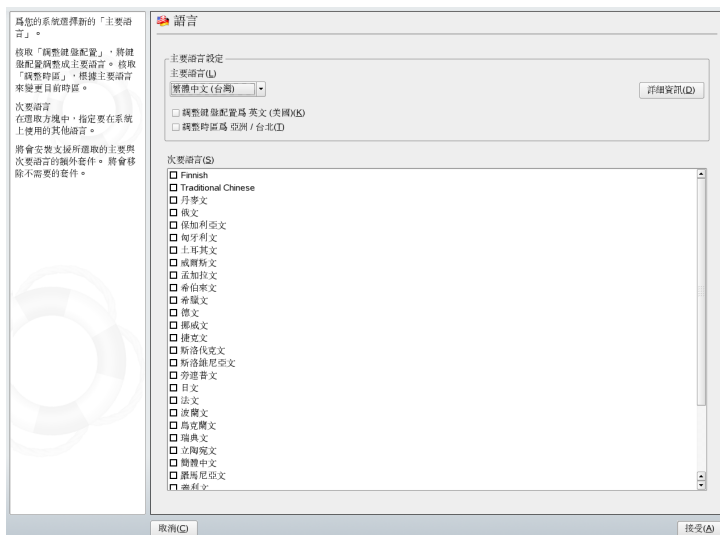 為您的系統選擇新的「主要語
言」。
核取「調整鍵盤配置」，將鍵
盤配置調整成主要語言。核取
「調整時區」，根據主要語言
來變更目前時區。
次要語言
在選取方塊中，指定要在系統
上使用的其他語言。
將會安裝支援所選取的主要與
次要語言的額外套件。將會移
除不需要的套件。
語言
主要語言設定
主要語言(L)
繁體中文 (台灣)
詳細資訊(D)
調整鍵盤配置爲 英文 (美國)(K)
調整時區爲 亞洲 / 台北(T)
次要語言(S)
Finnish
Traditional Chinese
丹麥文
俄文
保加利亞文
匈牙利文
土耳其文
威爾斯文
孟加拉文
希伯來文
希臘文
德文
挪威文
捷克文
斯洛伐克文
斯洛維尼亞文
旁遮普文
日文
法文
波蘭文
烏克蘭文
瑞典文
立陶宛文
簡體中文
羅馬尼亞文
義利文
取消(C)
接受(A)